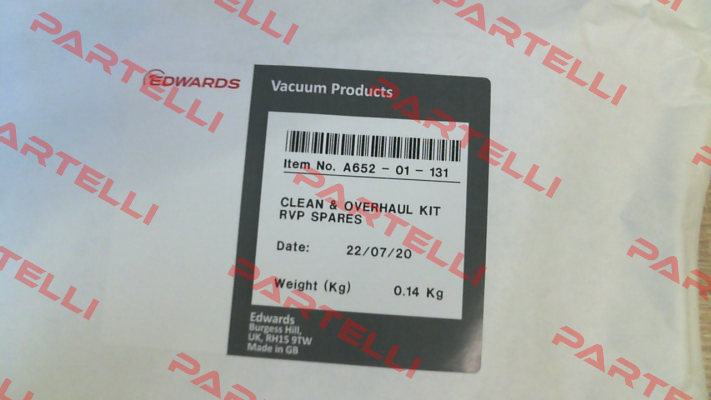 EDWARDS
Vacuum Products
Item No. A652 - 01 - 131
CLEAN & OVERHAUL KIT
RVP SPARES
Date: 22/07/20
Weight (Kg) 0.14 Kg
Edwards
Burgess Hill,
UK, RH15 9TW
Made in GB
PARTELLI
PARTELLI
PARTELLI
PARTELLI
PARTELLI
PARTELLI
PARTELLI
PARTELLI
PARTELLI
PARTELLI